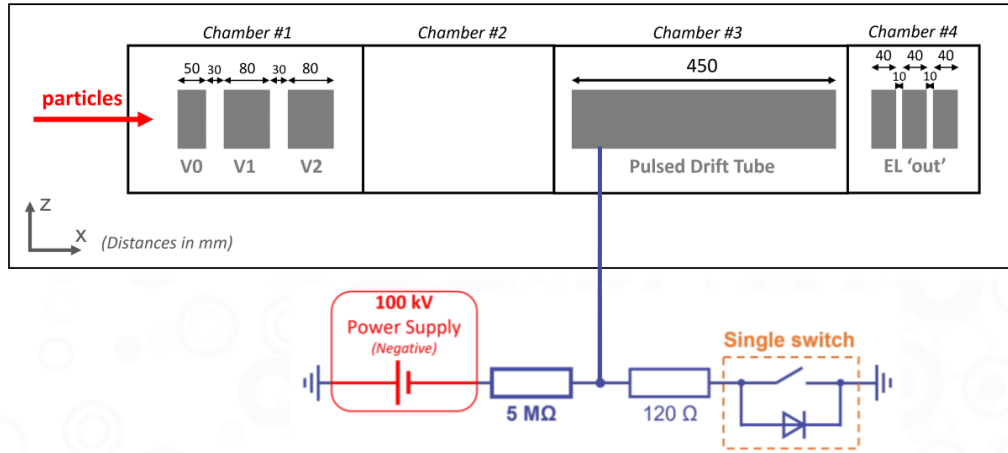 Chamber #1 Chamber #2 Chamber #3 Chamber #4
50 30 80 30 80
450
40 40 40
10 10
particles
V0 V1 V2
Pulsed Drift Tube
EL 'out'
Z
X
(Distances in mm)
100 kV
Power Supply
(Negative)
Single switch
5 MΩ
120 Ω